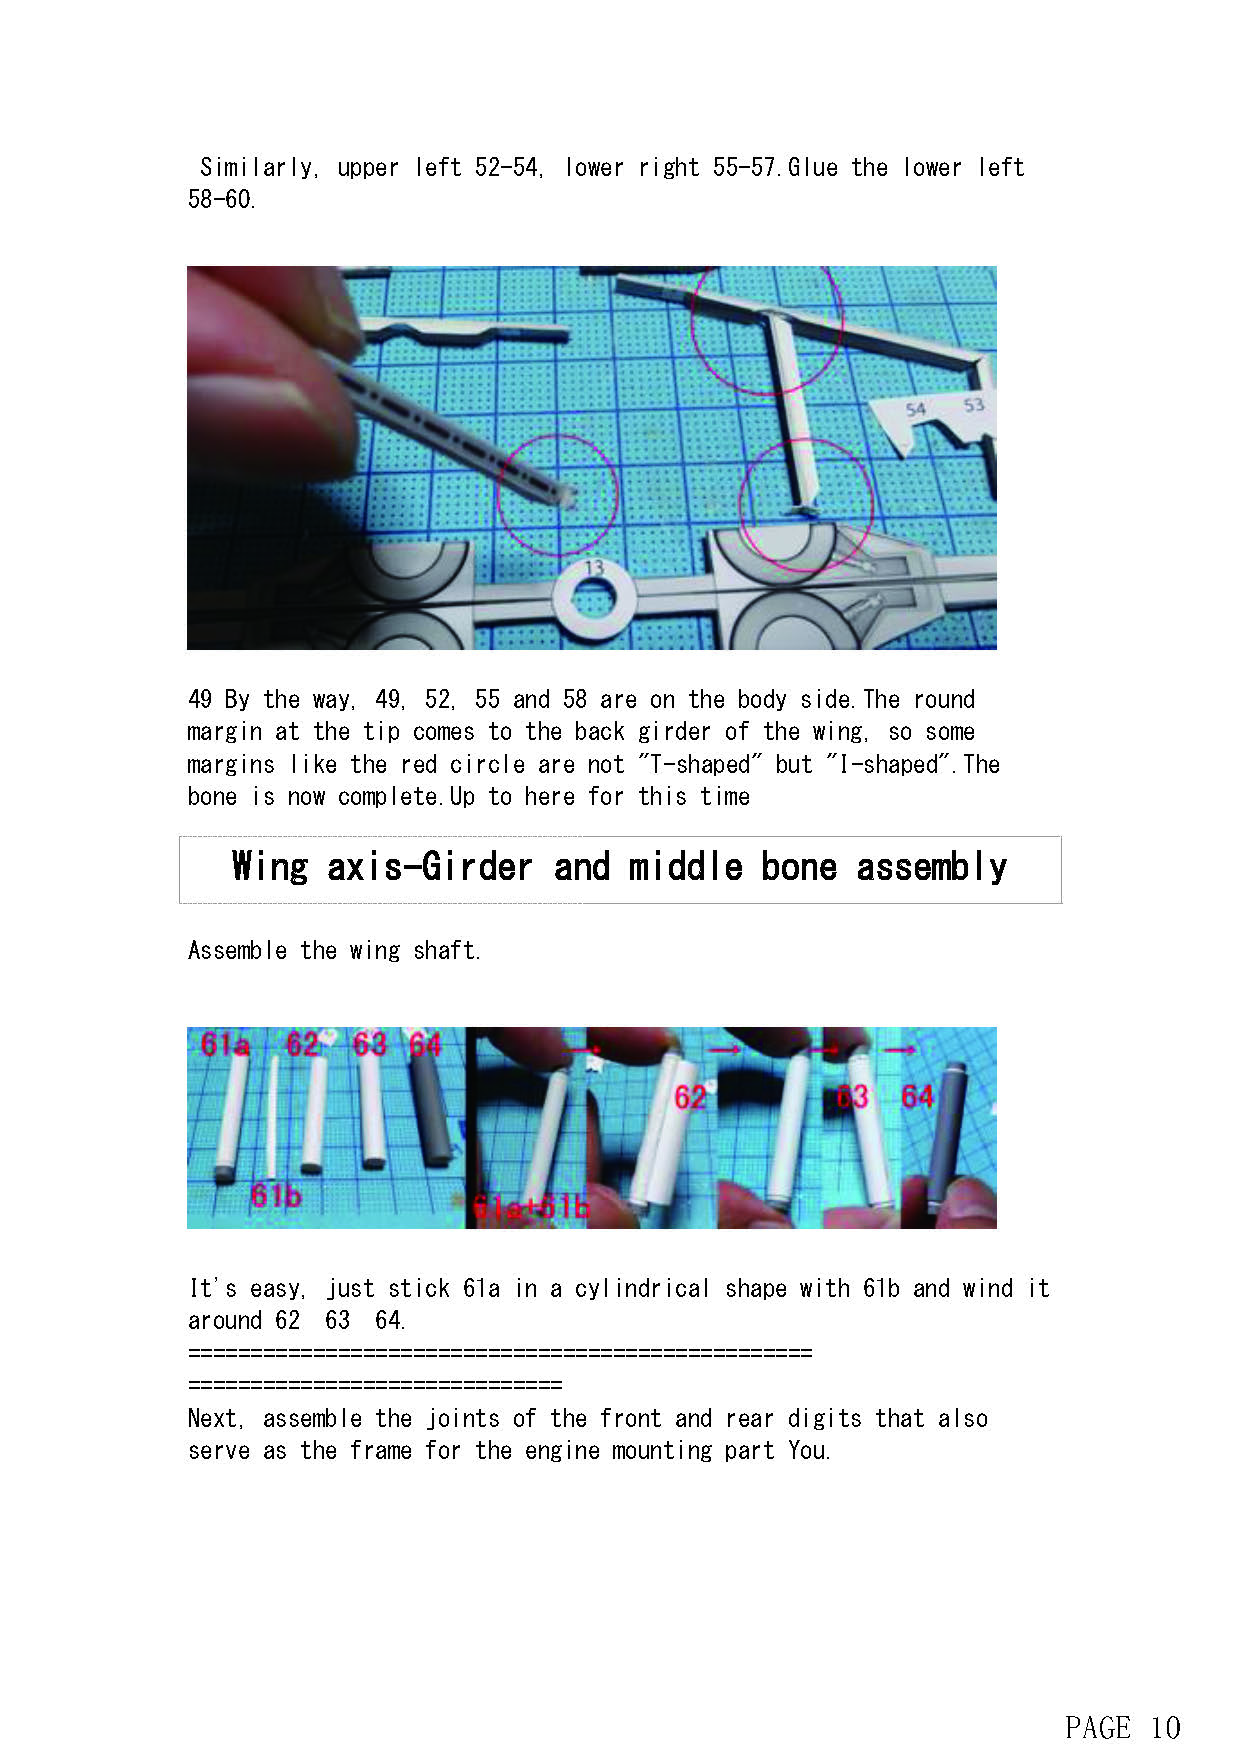 Similarly, upper left 52-54, lower right 55-57.Glue the lower left
58-60.
54 53
13
49 By the way, 49, 52, 55 and 58 are on the body side.The round
margin at the tip comes to the back girder of the wing, so some
margins like the red circle are not "T-shaped" but "I-shaped".The
bone is now complete.Up to here for this time
Wing axis-Girder and middle bone assembly
Assemble the wing shaft.
61a 62 63 64
61b
61a+61b
62
63
64
It's easy, just stick 61a in a cylindrical shape with 61b and wind it
around 62 63 64.
==================================================
==============================
Next, assemble the joints of the front and rear digits that also
serve as the frame for the engine mounting part You.
PAGE 10